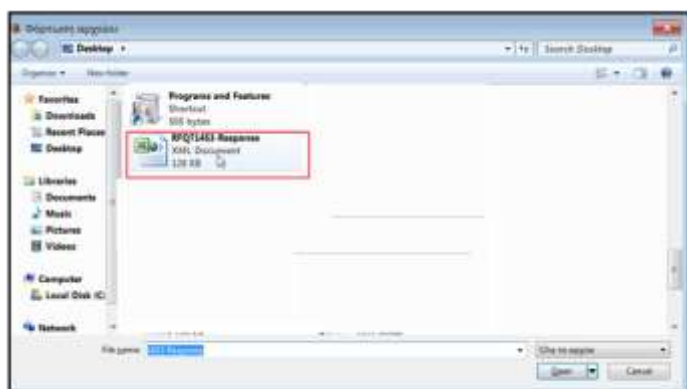 Desktop
Search Desktop
Organize
New folder
Programs and Features
Shortcut
Favorites
Downloads
Recent Places
Desktop
XML Document
Libraries
Documents
Music
Pictures
Videos
Computer
Local Disk (C:
Network
File name:
Open
Cancel